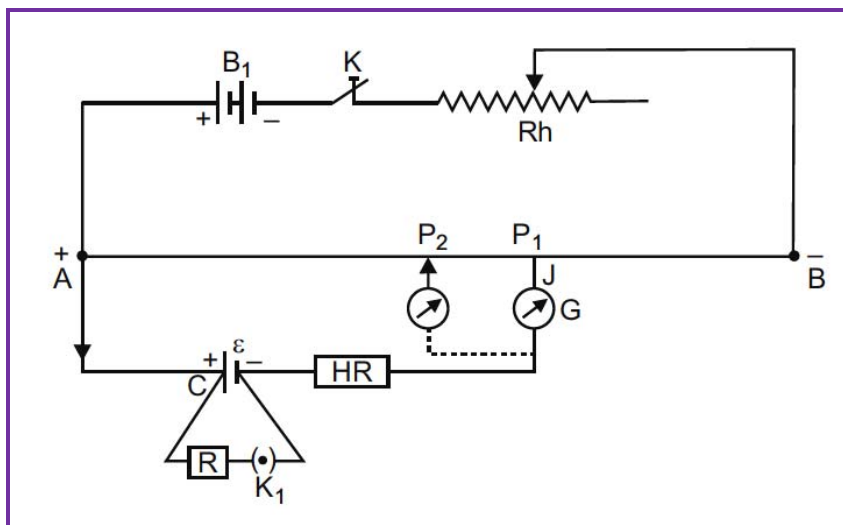 B1 K
+ −
Rh
P2 P1
+ −
A J B
G
ε
+ −
C HR
R (•)
K1